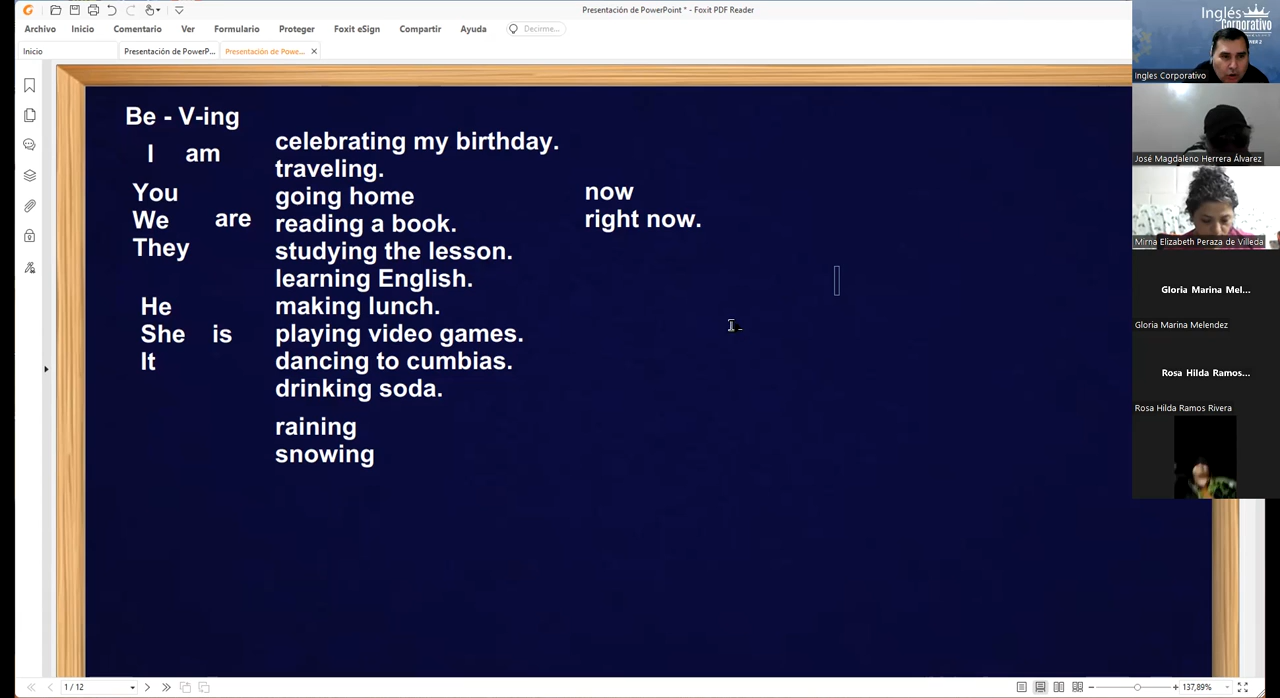 Presentación de PowerPoint * - Foxit PDF Reader
Archivo Inicio Comentario Ver Formulario Proteger Foxit eSign Compartir Ayuda Decirme...
Inicio Presentación de PowerP... Presentación de Powe...
Be - V-ing
I am
You
We are
They
He
She is
It
celebrating my birthday.
traveling.
going home
reading a book.
studying the lesson.
learning English.
making lunch.
playing video games.
dancing to cumbias.
drinking soda.
raining
snowing
now
right now.
Inglés
Corporativo
Ingles Corporativo
José Magdaleno Herrera Álvarez
Mirna Elizabeth Peraza de Villeda
Gloria Marina Mel...
Gloria Marina Melendez
Rosa Hilda Ramos...
Rosa Hilda Ramos Rivera
1 / 12
137,89%